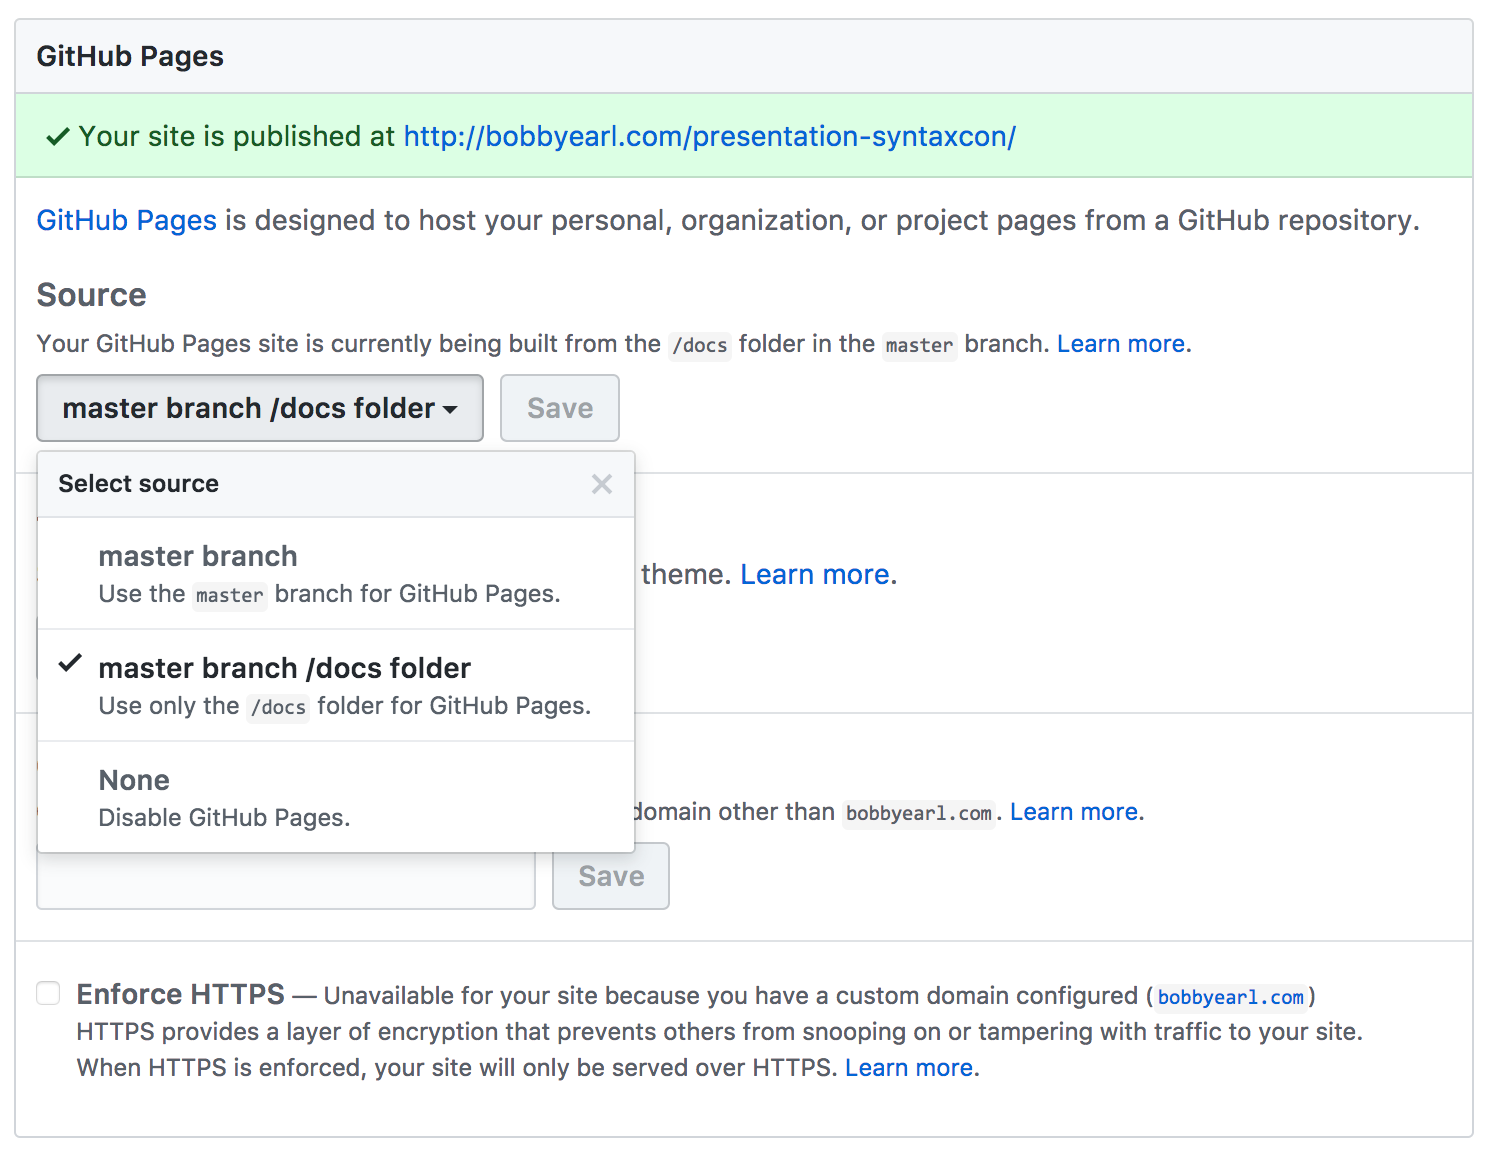 GitHub Pages
Your site is published at http://bobbyearl.com/presentation-syntaxcon/
GitHub Pages is designed to host your personal, organization, or project pages from a GitHub repository.
Source
Your GitHub Pages site is currently being built from the /docs folder in the master branch. Learn more.
master branch /docs folder
Save
Select source
master branch
Use the master branch for GitHub Pages.
theme. Learn more.
master branch /docs folder
Use only the /docs folder for GitHub Pages.
None
Disable GitHub Pages.
domain other than bobbyearl.com. Learn more.
Save
Enforce HTTPS — Unavailable for your site because you have a custom domain configured (bobbyearl.com)
HTTPS provides a layer of encryption that prevents others from snooping on or tampering with traffic to your site.
When HTTPS is enforced, your site will only be served over HTTPS. Learn more.